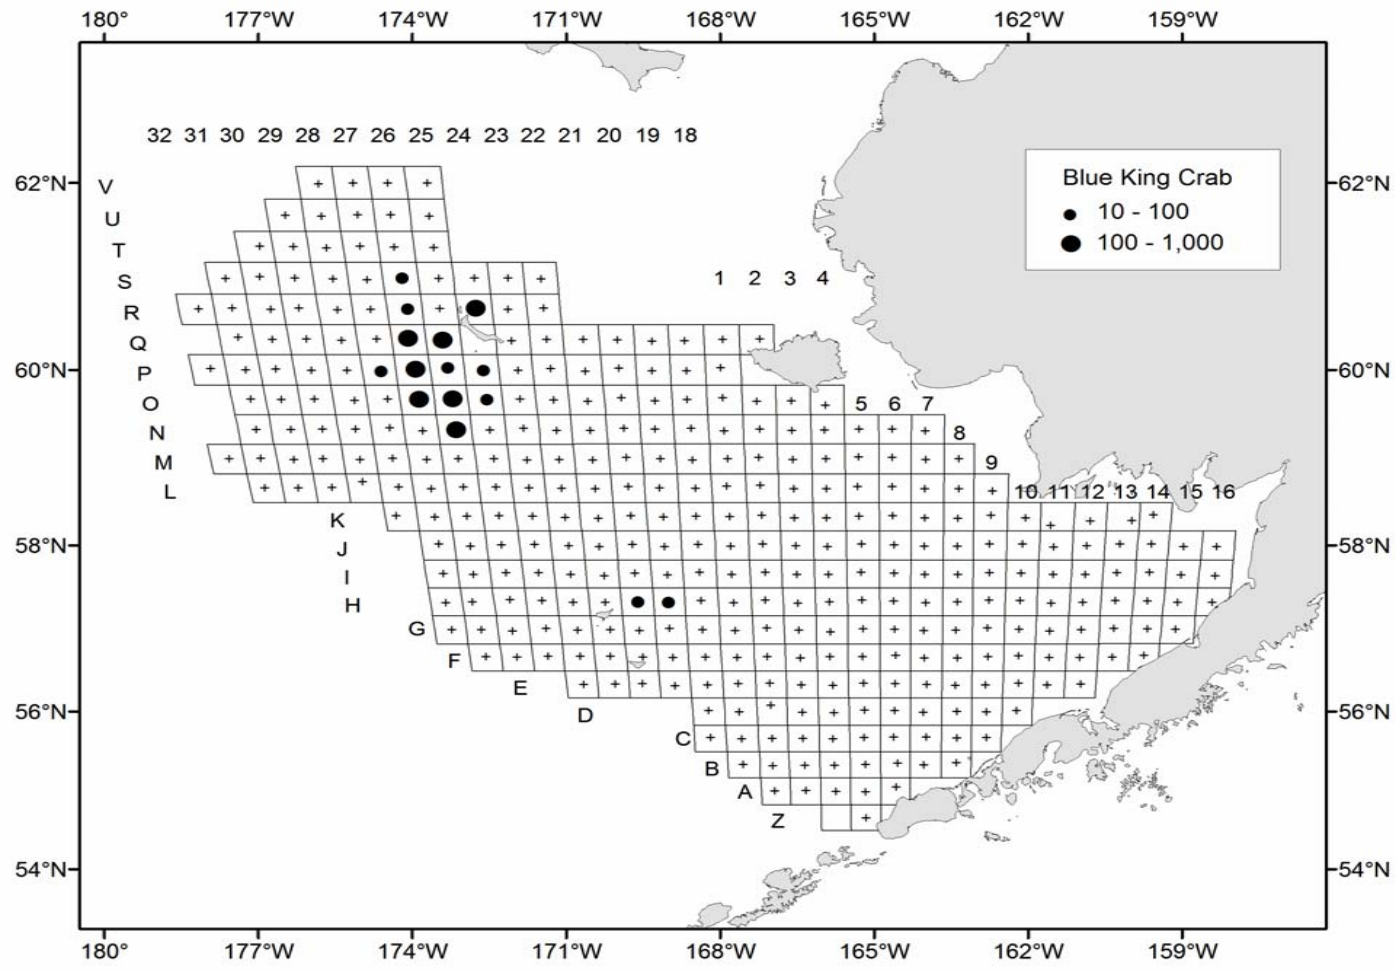 180° 177°W 174°W 171°W 168°W 165°W 162°W 159°W
32 31 30 29 28 27 26 25 24 23 22 21 20 19 18
Blue King Crab
62°N V 62°N
10 - 100
U
100 - 1,000
T
S 1 2 3 4
R
Q
60°N P 60°N
O 5 6 7
N 8
M 9
L 10 11 12 13 14 15 16
K
58°N J 58°N
I
H
G
F
E
56°N D 56°N
C
B
A
Z
54°N 54°N
180° 177°W 174°W 171°W 168°W 165°W 162°W 159°W